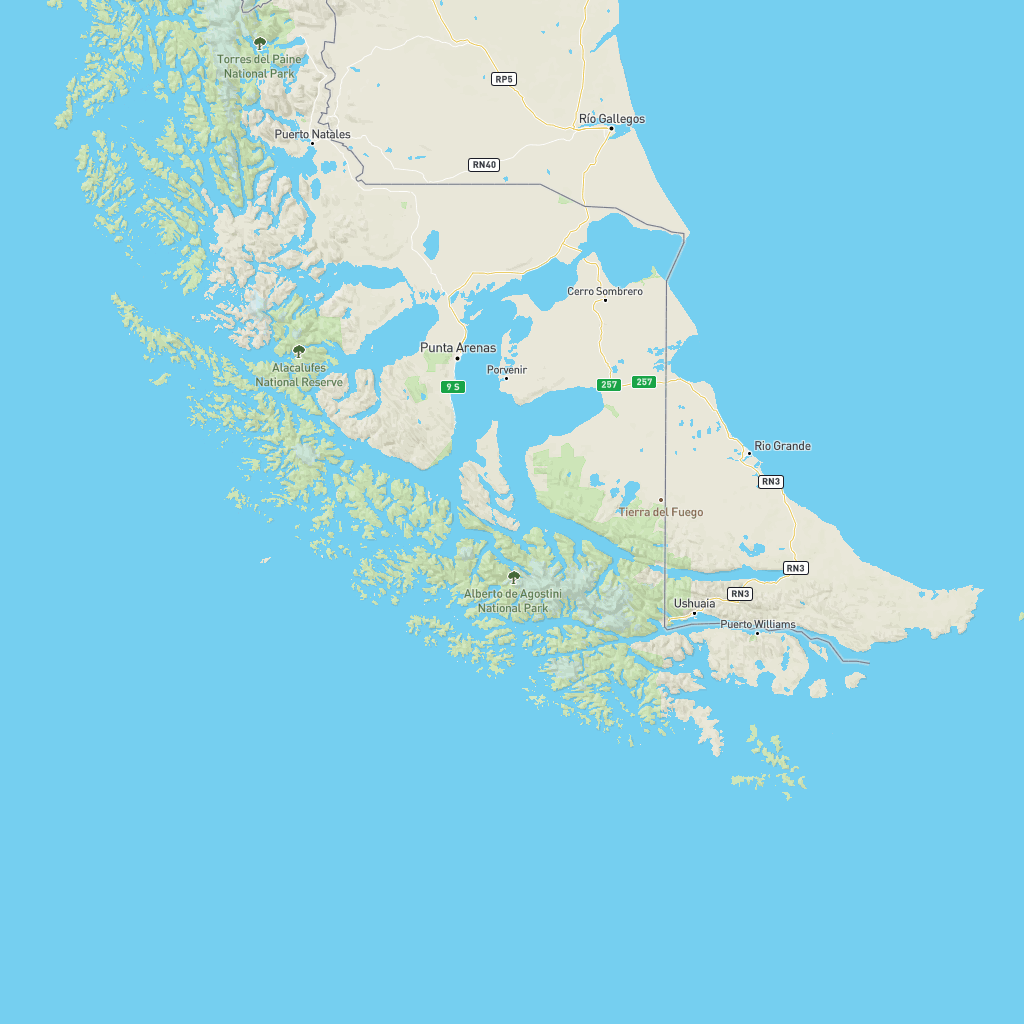 Torres del Paine
National Park
RP5
Río Gallegos
Puerto Natales
RN40
Cerro Sombrero
Punta Arenas
Alacalufes
National Reserve
Porvenir
9 S
257
257
Rio Grande
RN3
Tierra del Fuego
RN3
Alberto de Agostini
National Park
RN3
Ushuaia
Puerto Williams